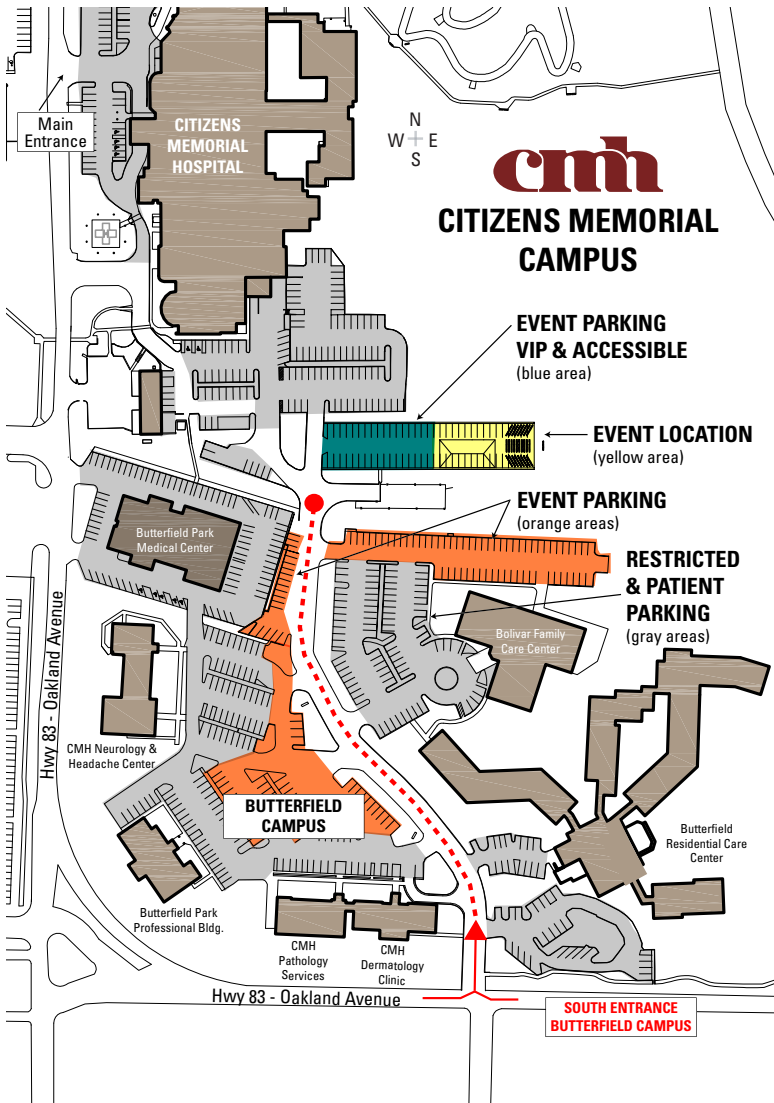 Main
Entrance
CITIZENS
MEMORIAL
HOSPITAL
N
W E
S
cmh
CITIZENS MEMORIAL
CAMPUS
EVENT PARKING
VIP & ACCESSIBLE
(blue area)
EVENT LOCATION
(yellow area)
EVENT PARKING
(orange areas)
Butterfield Park
Medical Center
RESTRICTED
& PATIENT
PARKING
(gray areas)
Bolivar Family
Care Center
Hwy 83 - Oakland Avenue
CMH Neurology &
Headache Center
BUTTERFIELD
CAMPUS
Butterfield
Residential Care
Center
Butterfield Park
Professional Bldg.
CMH
Pathology
Services
CMH
Dermatology
Clinic
Hwy 83 - Oakland Avenue
SOUTH ENTRANCE
BUTTERFIELD CAMPUS